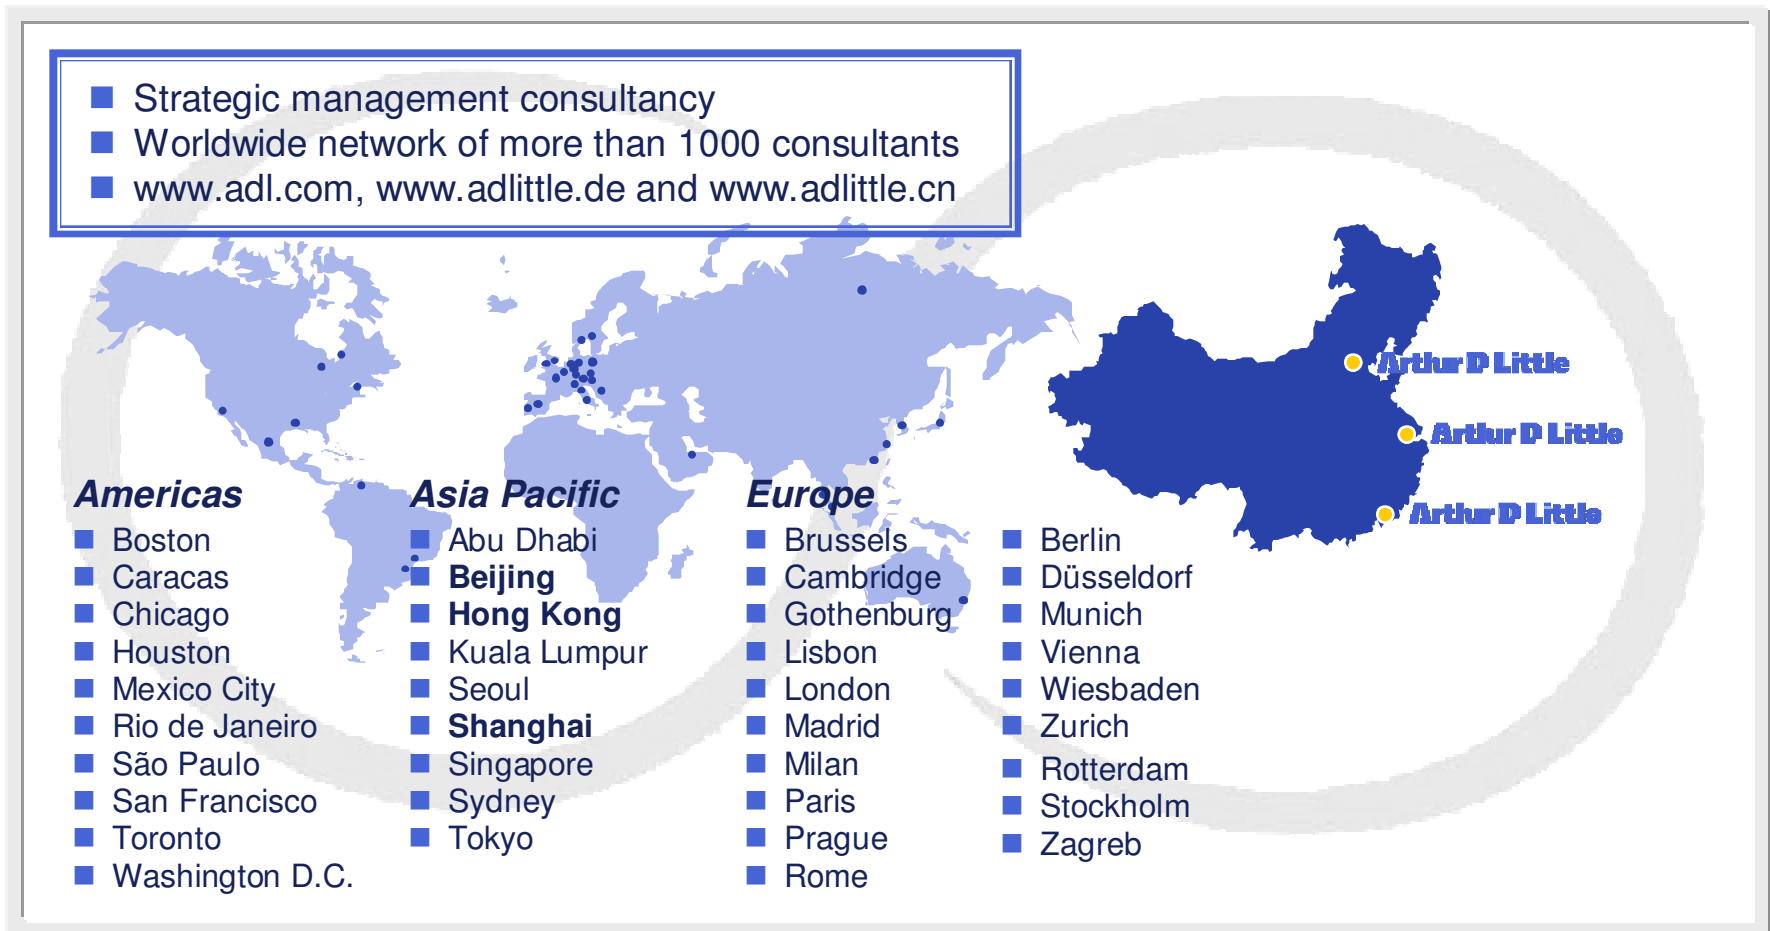 Strategic management consultancy
Worldwide network of more than 1000 consultants
www.adl.com, www.adlittle.de and www.adlittle.cn
Arthur D Little
Arthur D Little
Arthur D Little
Americas
Boston
Caracas
Chicago
Houston
Mexico City
Rio de Janeiro
São Paulo
San Francisco
Toronto
Washington D.C.
Asia Pacific
Abu Dhabi
Beijing
Hong Kong
Kuala Lumpur
Seoul
Shanghai
Singapore
Sydney
Tokyo
Europe
Brussels
Cambridge
Gothenburg
Lisbon
London
Madrid
Milan
Paris
Prague
Rome
Berlin
Düsseldorf
Munich
Vienna
Wiesbaden
Zurich
Rotterdam
Stockholm
Zagreb